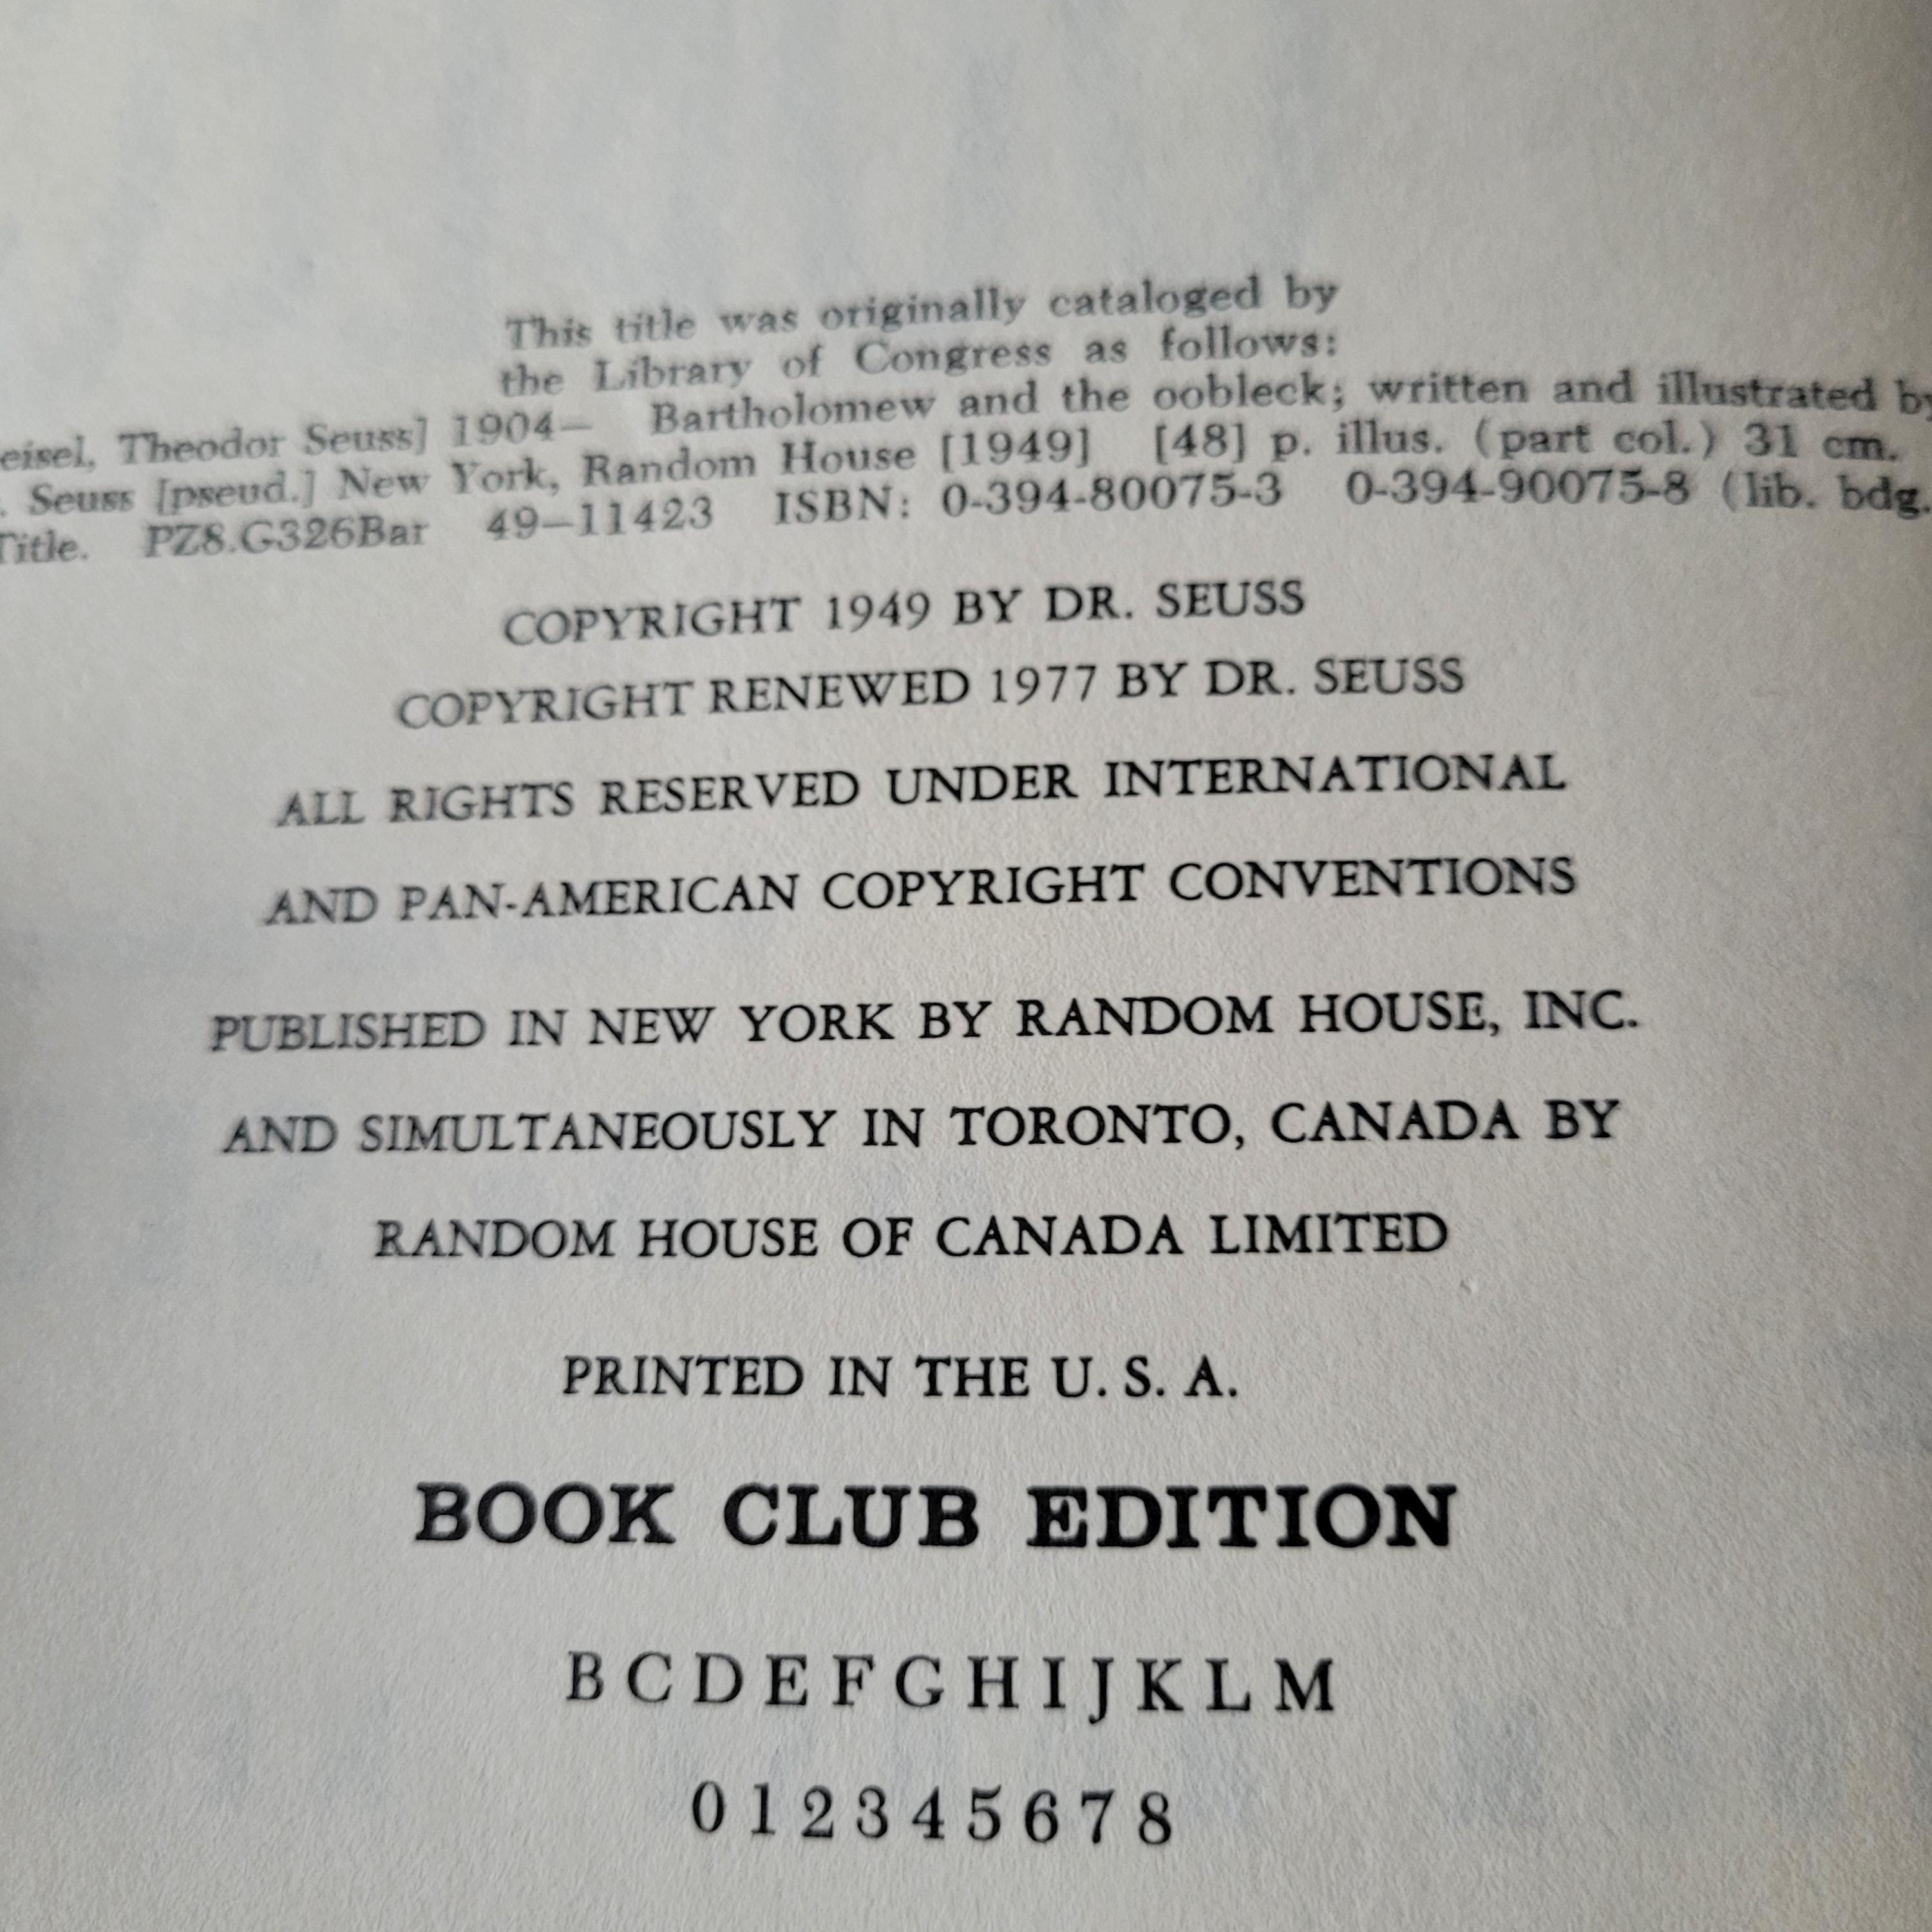 This title was originally cataloged by
the Library of Congress as follows:
eisel, Theodor Seuss] 1904— Bartholomew and the oobleck; written and illustrated by
. Seuss [pseud.] New York, Random House [1949] [48] p. illus. (part col.) 31 cm.
Title. PZ8.G326Bar 49—11423 ISBN: 0-394-80075-3 0-394-90075-8 (lib. bdg.
COPYRIGHT 1949 BY DR. SEUSS
COPYRIGHT RENEWED 1977 BY DR. SEUSS
ALL RIGHTS RESERVED UNDER INTERNATIONAL
AND PAN-AMERICAN COPYRIGHT CONVENTIONS
PUBLISHED IN NEW YORK BY RANDOM HOUSE, INC.
AND SIMULTANEOUSLY IN TORONTO, CANADA BY
RANDOM HOUSE OF CANADA LIMITED
PRINTED IN THE U. S. A.
BOOK CLUB EDITION
B C D E F G H I J K L M
0 1 2 3 4 5 6 7 8